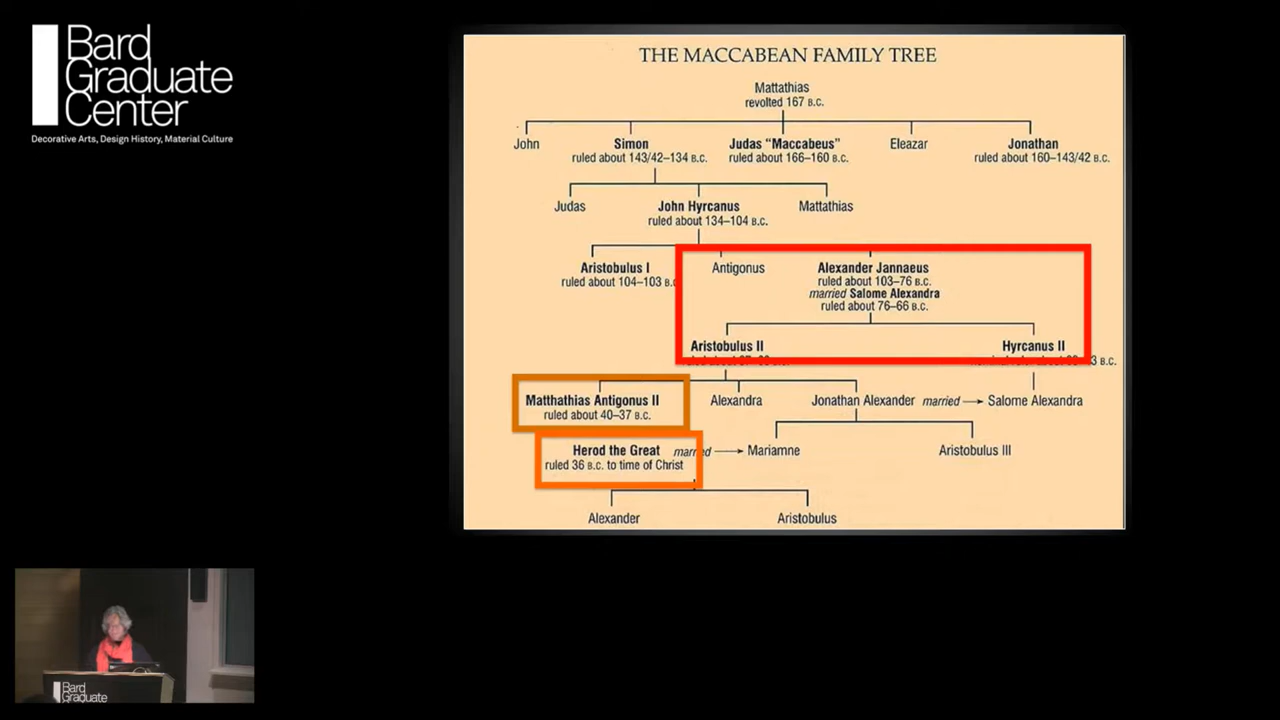 Bard
Graduate
Center
Decorative Arts, Design History, Material Culture
THE MACCABEAN FAMILY TREE
Mattathias
revolted 167 B.C.
John
Simon
ruled about 143/42–134 B.C.
Judas "Maccabeus"
ruled about 166–160 B.C.
Eleazar
Jonathan
ruled about 160–143/42 B.C.
Judas
John Hyrcanus
ruled about 134–104 B.C.
Mattathias
Aristobulus I
ruled about 104–103 B.C.
Antigonus
Alexander Jannaeus
ruled about 103–76 B.C.
married Salome Alexandra
ruled about 76–66 B.C.
Aristobulus II
Hyrcanus II
3 B.C.
Matthathias Antigonus II
ruled about 40–37 B.C.
Alexandra
Jonathan Alexander married
Salome Alexandra
Herod the Great married
ruled 36 B.C. to time of Christ
Mariamne
Aristobulus III
Alexander
Aristobulus
Bard
Graduate